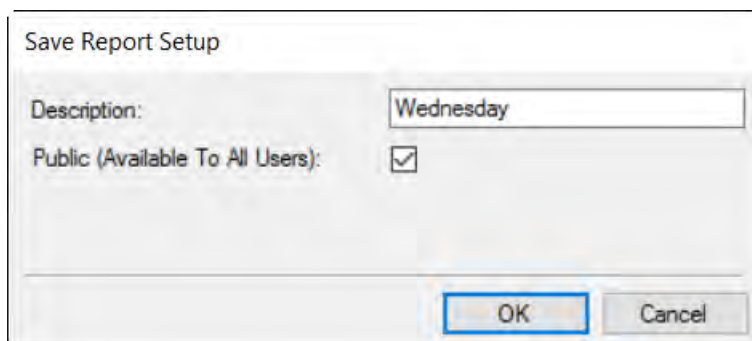 Save Report Setup
Description: Wednesday
Public (Available To All Users):
OK Cancel